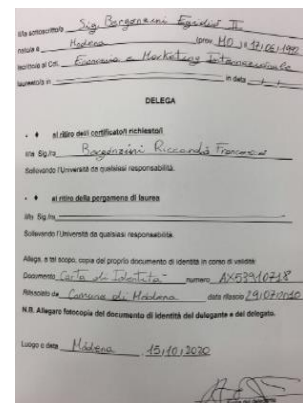 Il/la sottoscritto/a Sig. Borgonzini Egidio II.
nato/a a Modena (prov. MO) il 17/06/1992
iscritto/a al CdL Economia e Marketing Internazionale
laureato/a in in data / /
DELEGA
- ♦ al ritiro del/i certificato/i richiesto/i
il/la Sig./ra Borgonzini Riccardo Francesco
Sollevando l'Università da qualsiasi responsabilità.
- ♦ al ritiro della pergamena di laurea
il/la Sig./ra
Sollevando l'Università da qualsiasi responsabilità.
Allega, a tal scopo, copia del proprio documento di identità in corso di validità:
Documento Carta di Identità numero AX53910718
Rilasciato da Comune di Modena data rilascio 29/07/2010
N.B. Allegare fotocopia del documento di identità del delegante e del delegato.
Luogo e data Modena, 15/10/2020